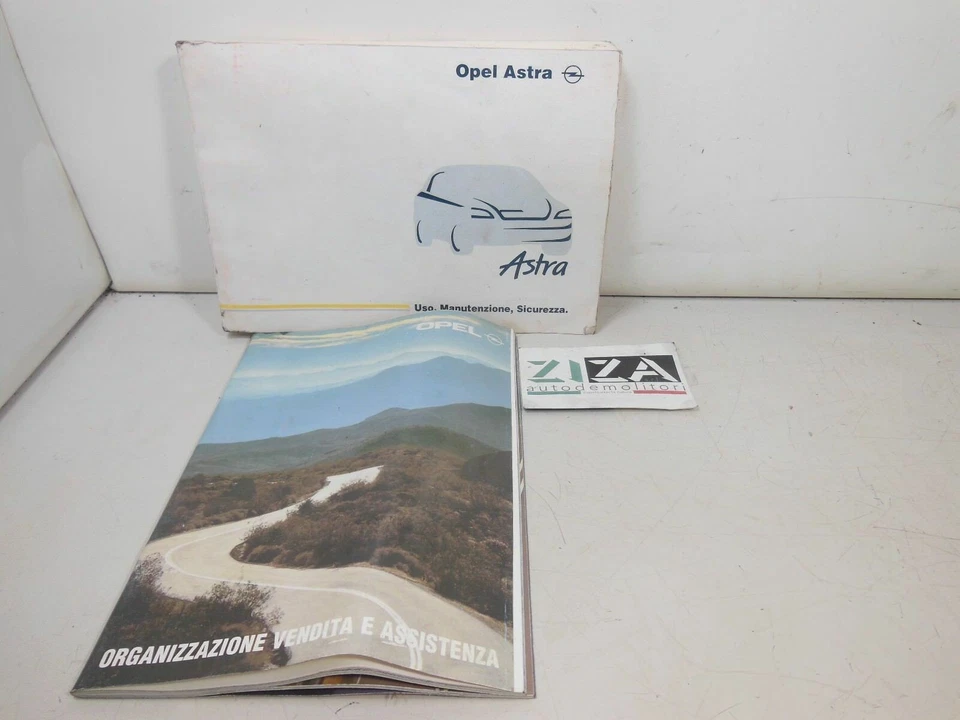 Opel Astra
Astra
Uso, Manutenzione, Sicurezza.
OPEL
ZIZA
autodemolitori
ORGANIZZAZIONE VENDITA E ASSISTENZA